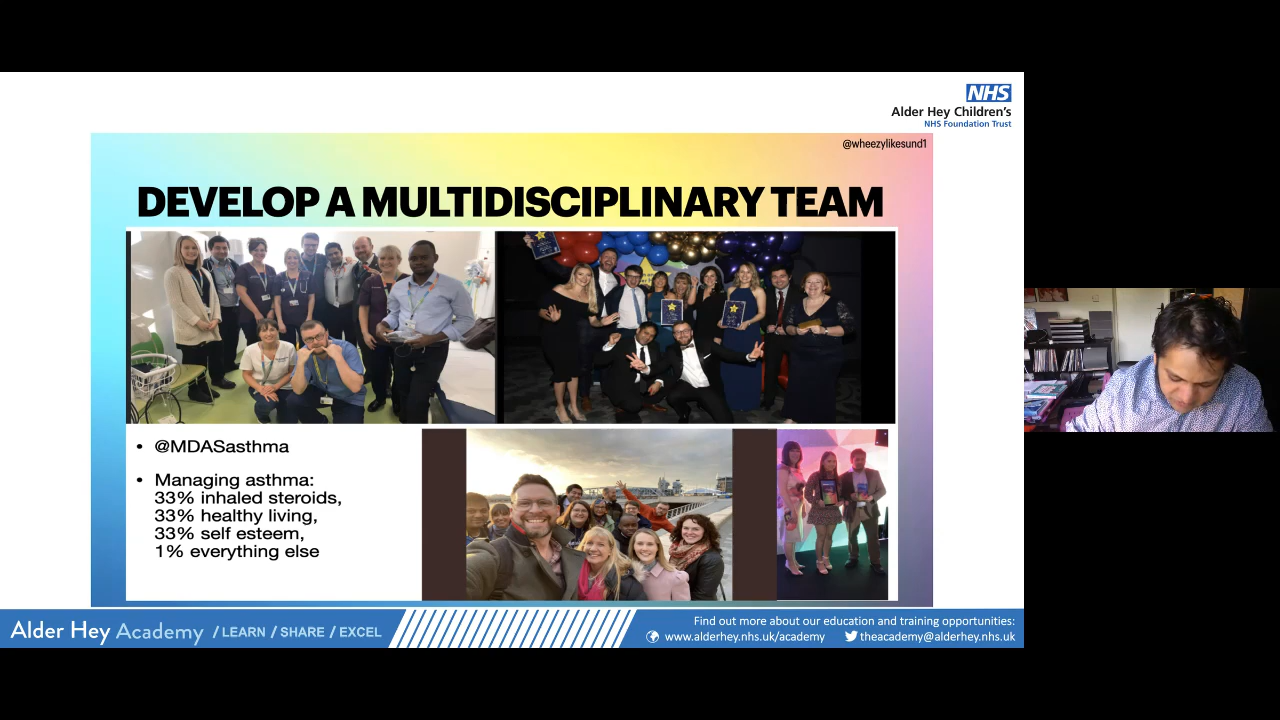 NHS
Alder Hey Children's
NHS Foundation Trust
@wheezylikesund1
DEVELOP A MULTIDISCIPLINARY TEAM
• @MDASasthma
• Managing asthma:
33% inhaled steroids,
33% healthy living,
33% self esteem,
1% everything else
Alder Hey Academy / LEARN / SHARE / EXCEL
Find out more about our education and training opportunities:
www.alderhey.nhs.uk/academy theacademy@alderhey.nhs.uk